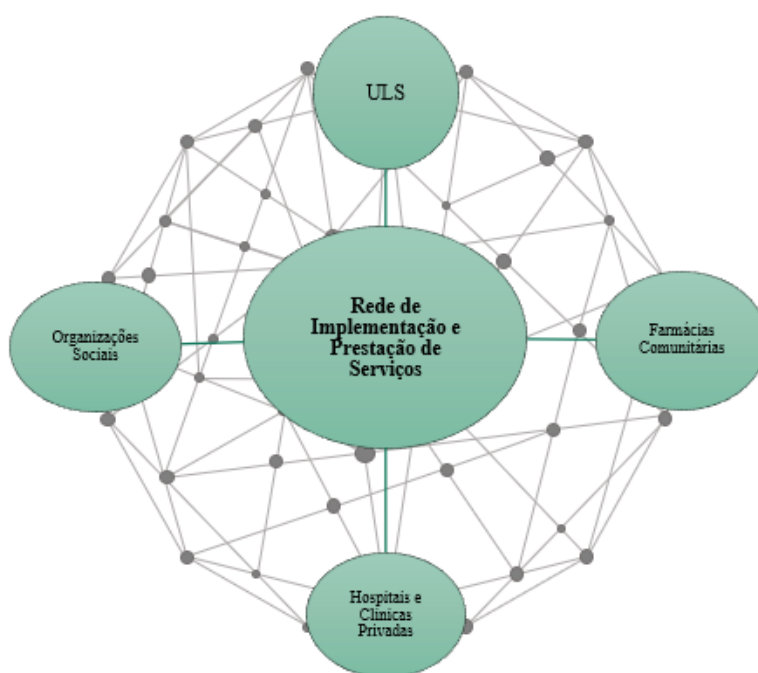 ULS
Rede de
Implementação e
Prestação de
Serviços
Organizações
Sociais
Farmácias
Comunitárias
Hospitais e
Clínicas
Privadas